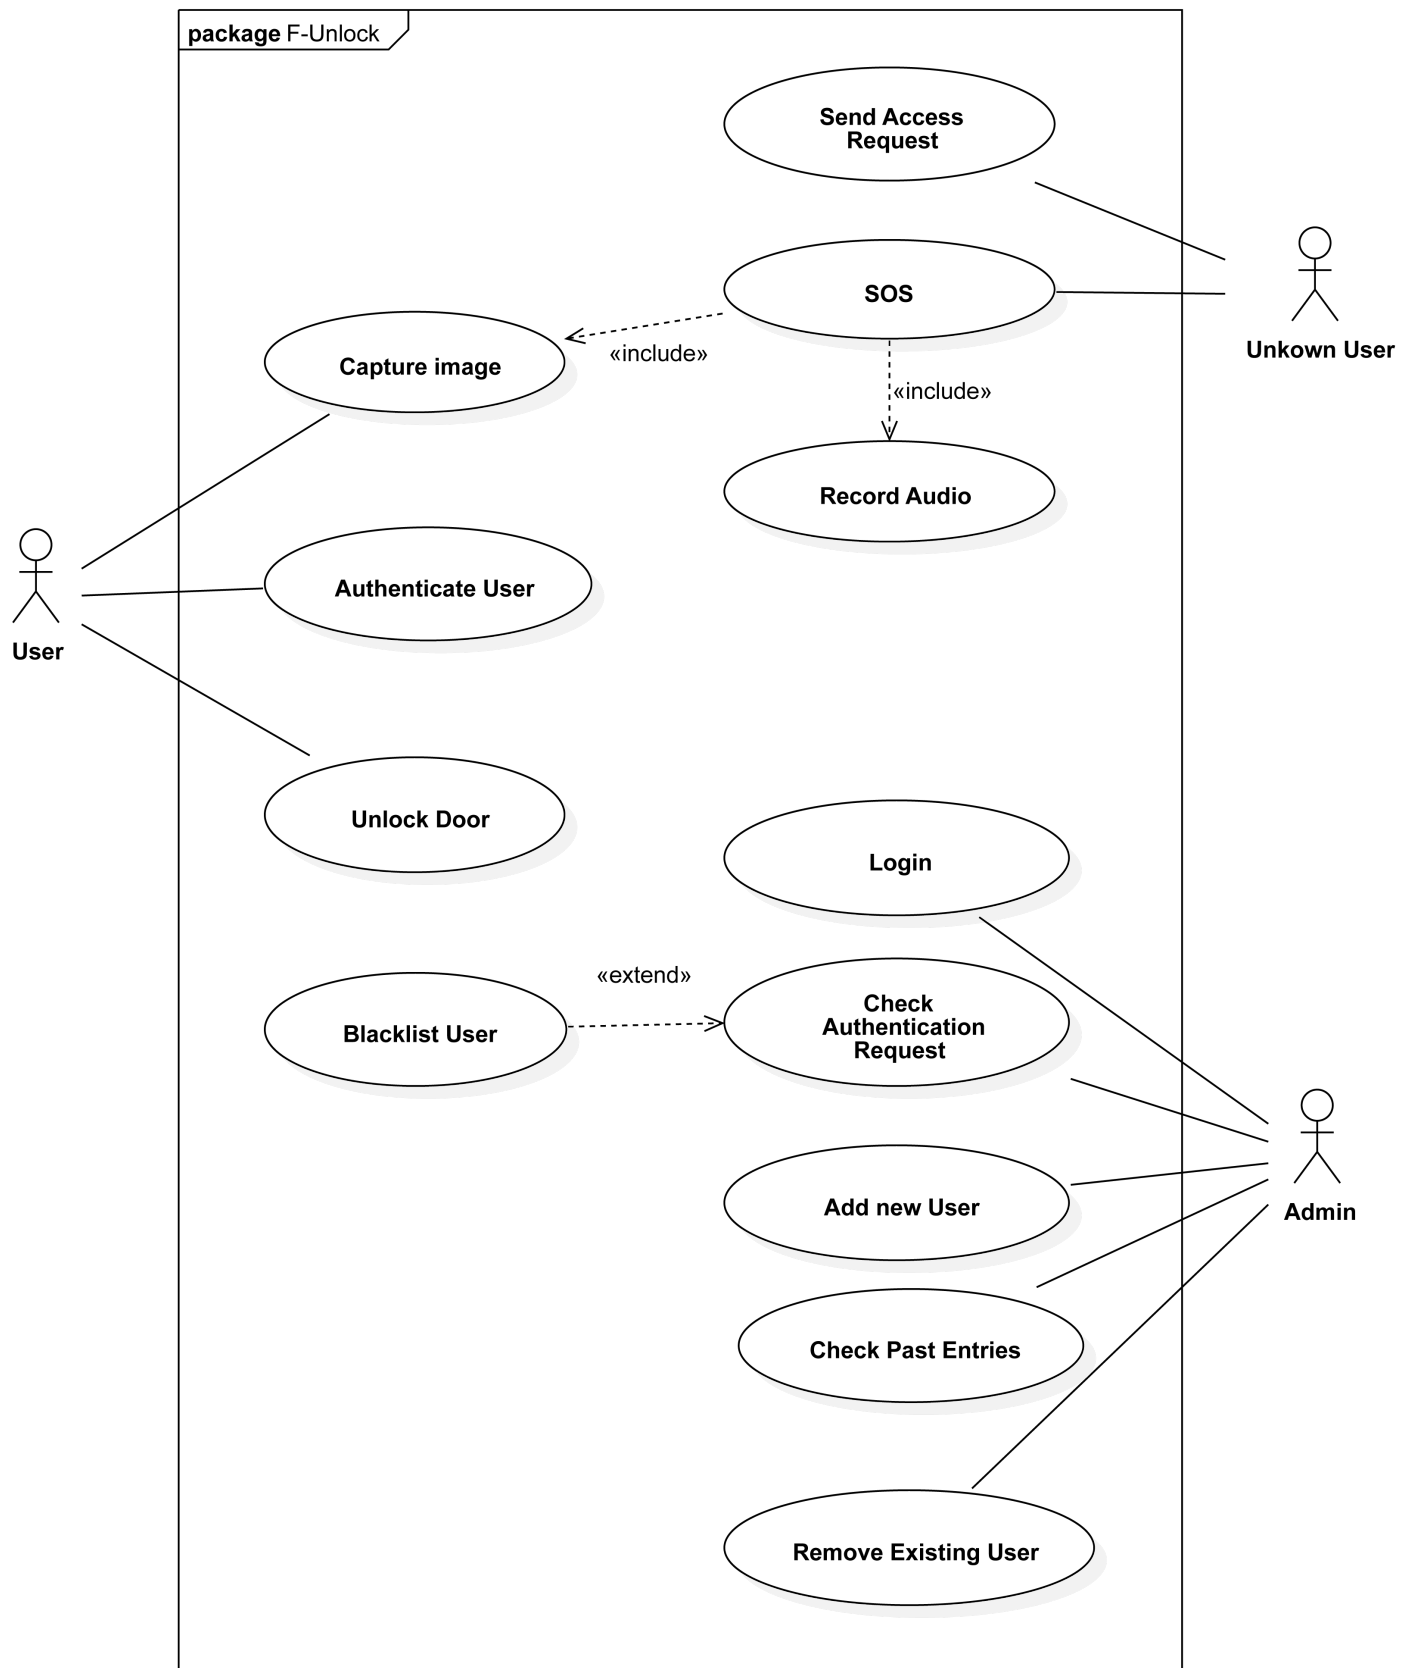 package F-Unlock
Send Access
Request
SOS
Unkown User
Capture image
«include»
«include»
Record Audio
Authenticate User
User
Unlock Door
Login
«extend»
Blacklist User
Check
Authentication
Request
Add new User
Admin
Check Past Entries
Remove Existing User